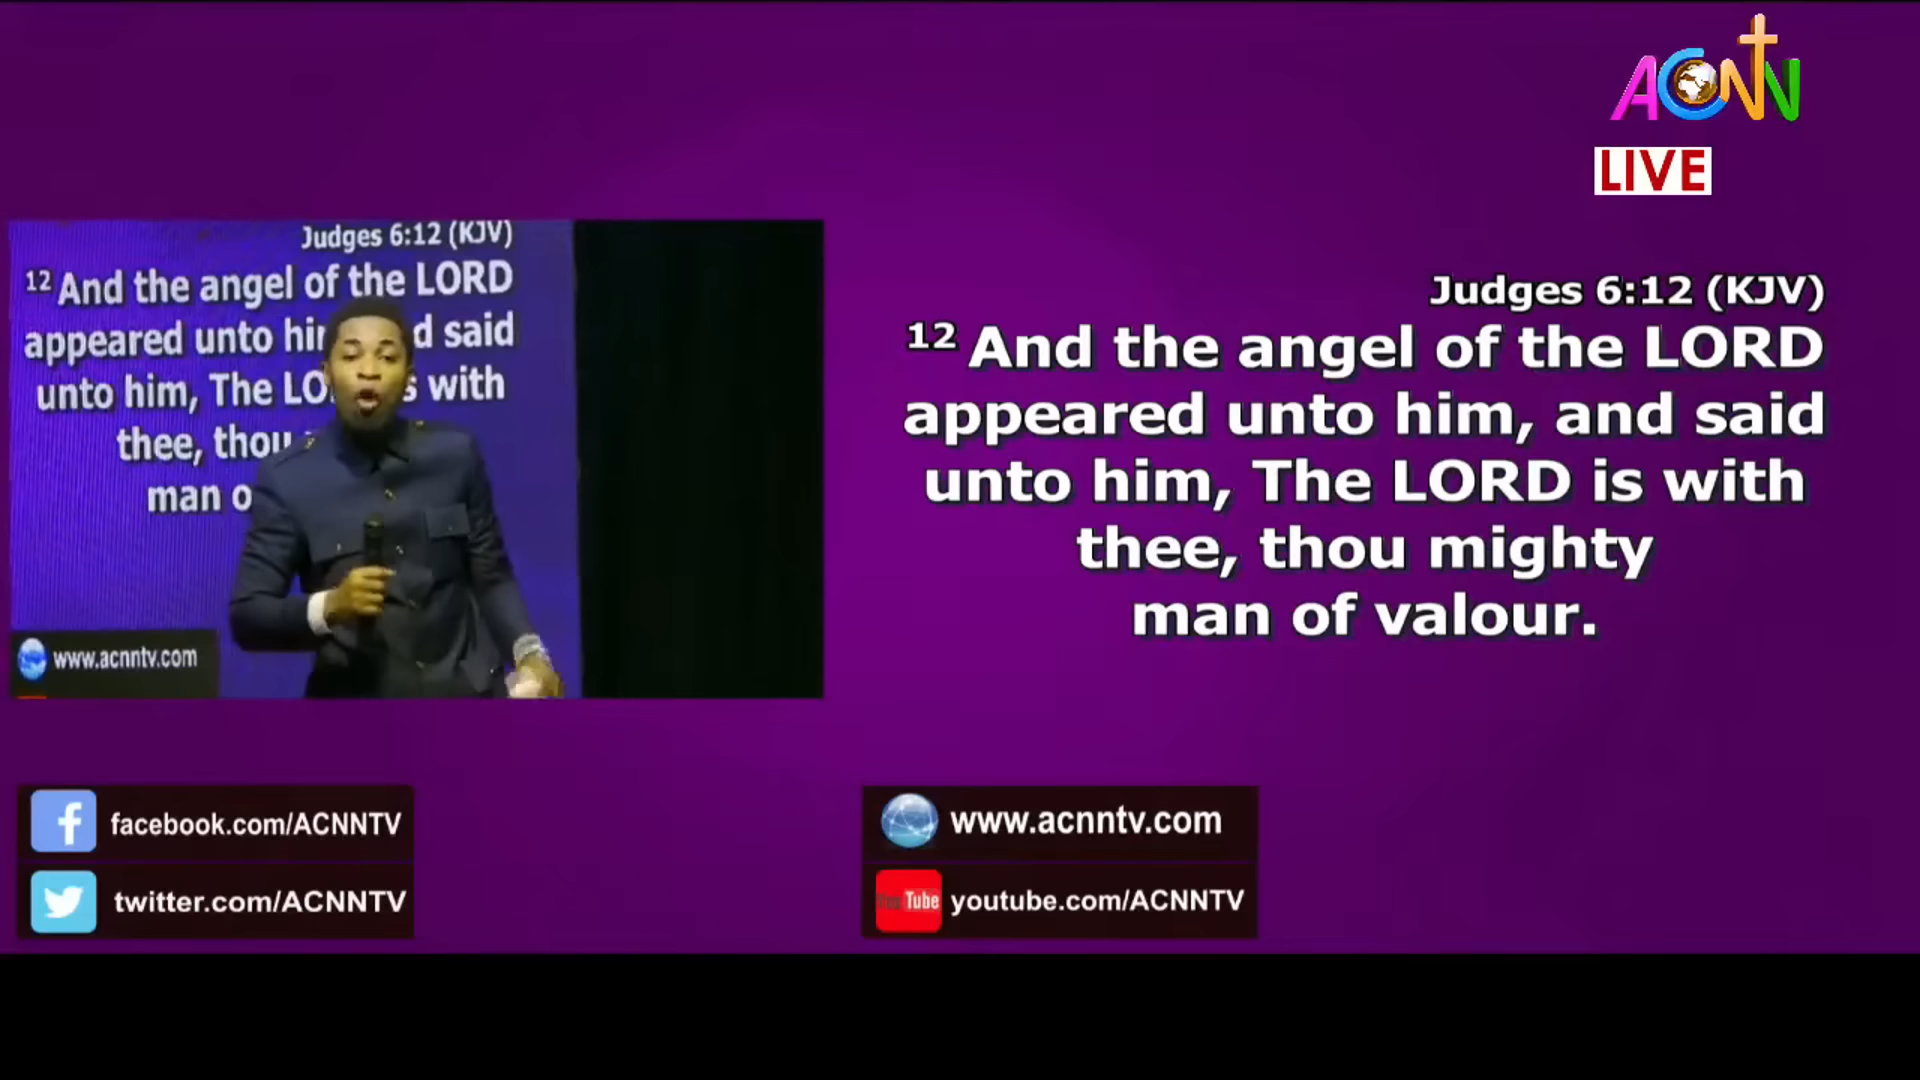 ACNN
LIVE
Judges 6:12 (KJV)
12 And the angel of the LORD
appeared unto him, and said
unto him, The LORD is with
thee, thou mighty
man of valour.
Judges 6:12 (KJV)
12 And the angel of the LORD
appeared unto d said
unto him, The with
thee, thou
man
www.acnntv.com
facebook.com/ACNNTV
twitter.com/ACNNTV
www.acnntv.com
YouTube youtube.com/ACNNTV